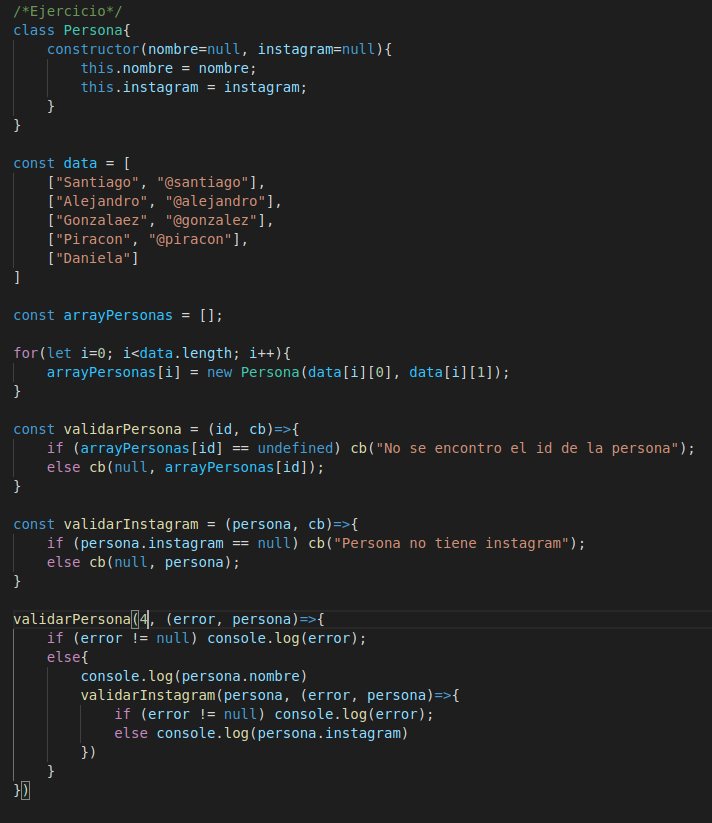 /*Ejercicio*/
class Persona{
    constructor(nombre=null, instagram=null){
        this.nombre = nombre;
        this.instagram = instagram;
    }
}

const data = [
    ["Santiago", "@santiago"],
    ["Alejandro", "@alejandro"],
    ["Gonzalaez", "@gonzalez"],
    ["Piracon", "@piracon"],
    ["Daniela"]
]

const arrayPersonas = [];

for(let i=0; i<data.length; i++){
    arrayPersonas[i] = new Persona(data[i][0], data[i][1]);
}

const validarPersona = (id, cb)=>{
    if (arrayPersonas[id] == undefined) cb("No se encontro el id de la persona");
    else cb(null, arrayPersonas[id]);
}

const validarInstagram = (persona, cb)=>{
    if (persona.instagram == null) cb("Persona no tiene instagram");
    else cb(null, persona);
}

validarPersona(4, (error, persona)=>{
    if (error != null) console.log(error);
    else{
        console.log(persona.nombre)
        validarInstagram(persona, (error, persona)=>{
            if (error != null) console.log(error);
            else console.log(persona.instagram)
        })
    }
})